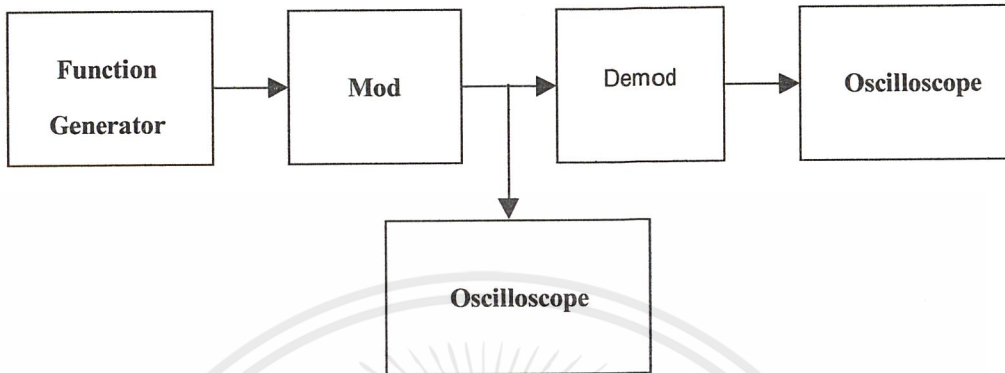 Function
Generator
Mod
Demod
Oscilloscope
Oscilloscope